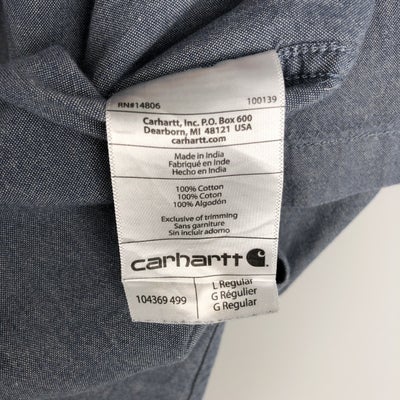 RN#14806 100139
Carhartt, Inc. P.O. Box 600
Dearborn, MI 48121 USA
carhartt.com
Made in India
Fabriqué en Inde
Hecho en India
100% Cotton
100% Coton
100% Algodón
Exclusive of trimming
Sans garniture
Sin incluir adorno
carhartt
104369 499
L Regular
G Régulier
G Regular